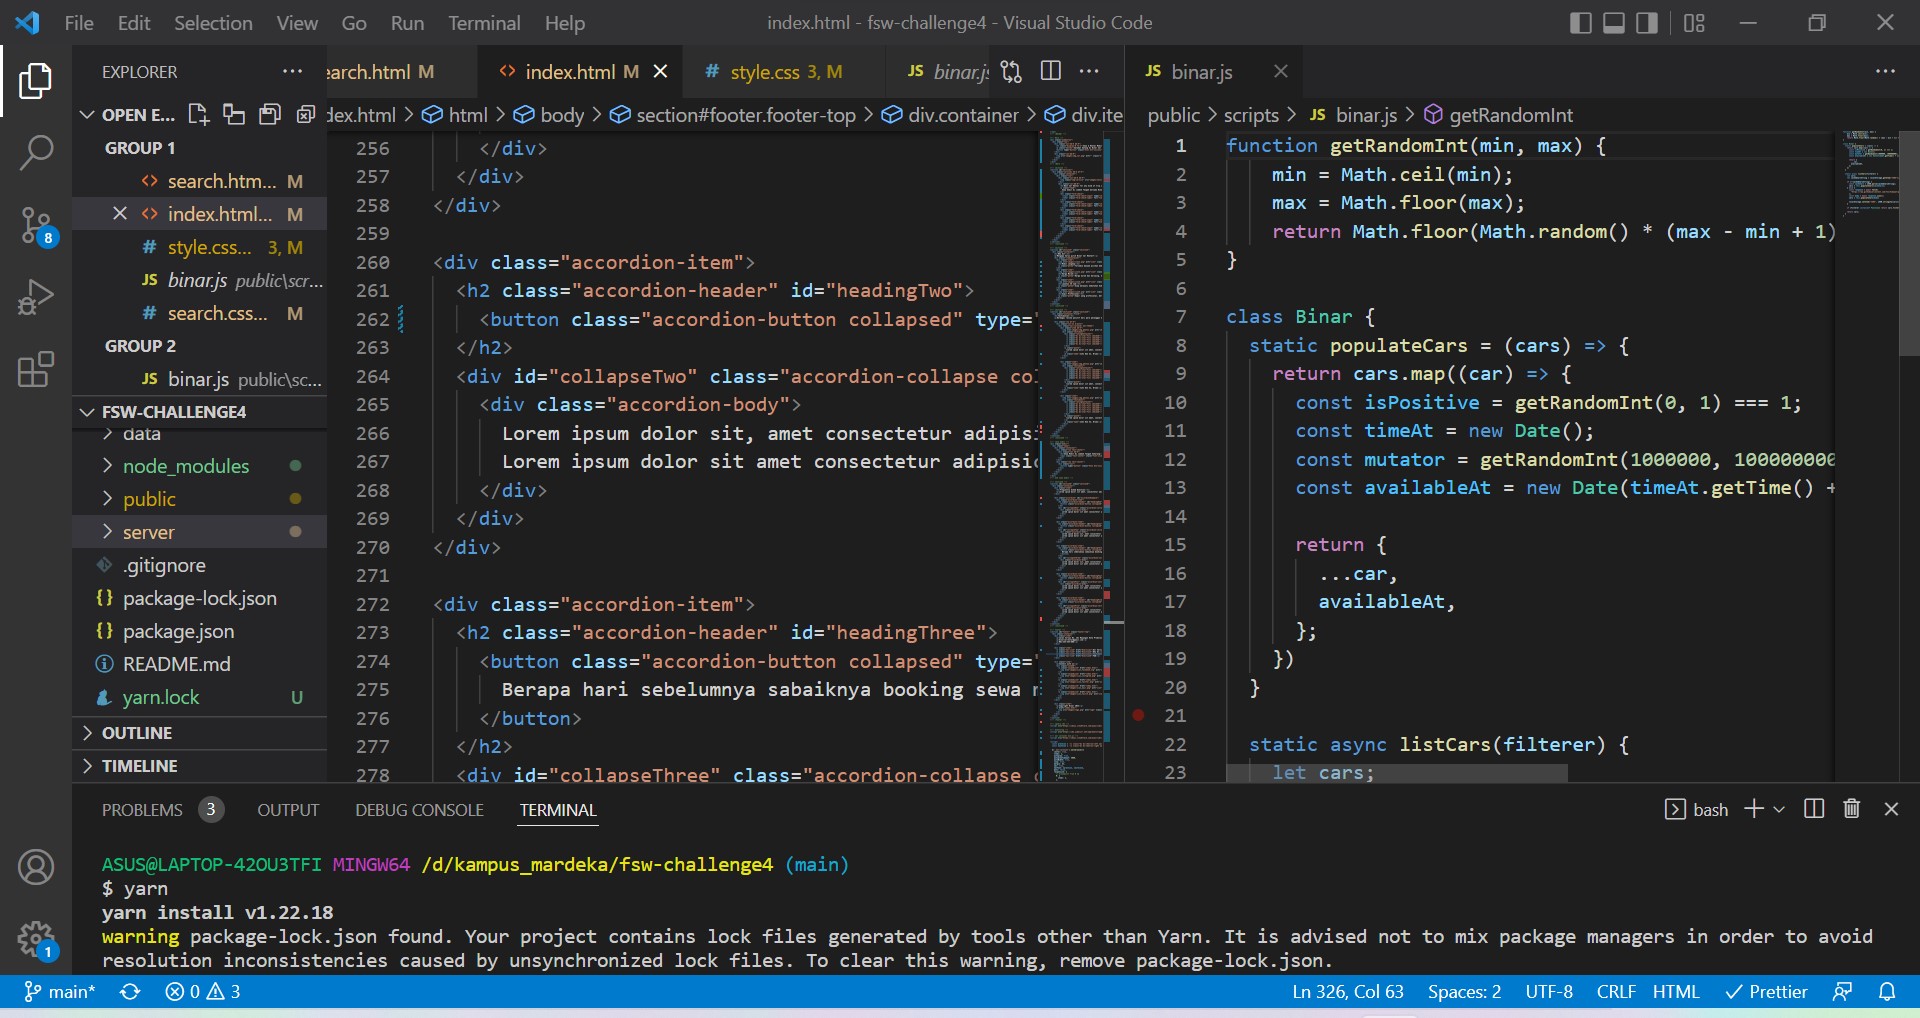 File Edit Selection View Go Run Terminal Help
index.html - fsw-challenge4 - Visual Studio Code
EXPLORER
OPEN E...
GROUP 1
search.htm... M
index.html... M
style.css... 3, M
JS binar.js public\scr...
search.css... M
GROUP 2
JS binar.js public\sc...
FSW-CHALLENGE4
data
node_modules
public
server
.gitignore
package-lock.json
package.json
README.md
yarn.lock U
OUTLINE
TIMELINE
8
1
earch.html M index.html M style.css 3, M JS binar.js
dex.html > html > body > section#footer.footer-top > div.container > div.ite
256 </div>
257 </div>
258 </div>
259
260 <div class="accordion-item">
261 <h2 class="accordion-header" id="headingTwo">
262 <button class="accordion-button collapsed" type="
263 </h2>
264 <div id="collapseTwo" class="accordion-collapse co
265 <div class="accordion-body">
266 Lorem ipsum dolor sit, amet consectetur adipis
267 Lorem ipsum dolor sit amet consectetur adipisi
268 </div>
269 </div>
270 </div>
271
272 <div class="accordion-item">
273 <h2 class="accordion-header" id="headingThree">
274 <button class="accordion-button collapsed" type="
275 Berapa hari sebelumnya sabaiknya booking sewa
276 </button>
277 </h2>
278 <div id="collapseThree" class="accordion-collapse
JS binar.js
public > scripts > JS binar.js > getRandomInt
1 function getRandomInt(min, max) {
2 min = Math.ceil(min);
3 max = Math.floor(max);
4 return Math.floor(Math.random() * (max - min + 1)
5 }
6
7 class Binar {
8 static populateCars = (cars) => {
9 return cars.map((car) => {
10 const isPositive = getRandomInt(0, 1) === 1;
11 const timeAt = new Date();
12 const mutator = getRandomInt(1000000, 100000000
13 const availableAt = new Date(timeAt.getTime() +
14
15 return {
16 ...car,
17 availableAt,
18 };
19 })
20 }
21
22 static async listCars(filterer) {
23 let cars;
PROBLEMS 3 OUTPUT DEBUG CONSOLE TERMINAL
bash
ASUS@LAPTOP-42OU3TFI MINGW64 /d/kampus_mardeka/fsw-challenge4 (main)
$ yarn
yarn install v1.22.18
warning package-lock.json found. Your project contains lock files generated by tools other than Yarn. It is advised not to mix package managers in order to avoid
resolution inconsistencies caused by unsynchronized lock files. To clear this warning, remove package-lock.json.
main* 0 3 Ln 326, Col 63 Spaces: 2 UTF-8 CRLF HTML Prettier